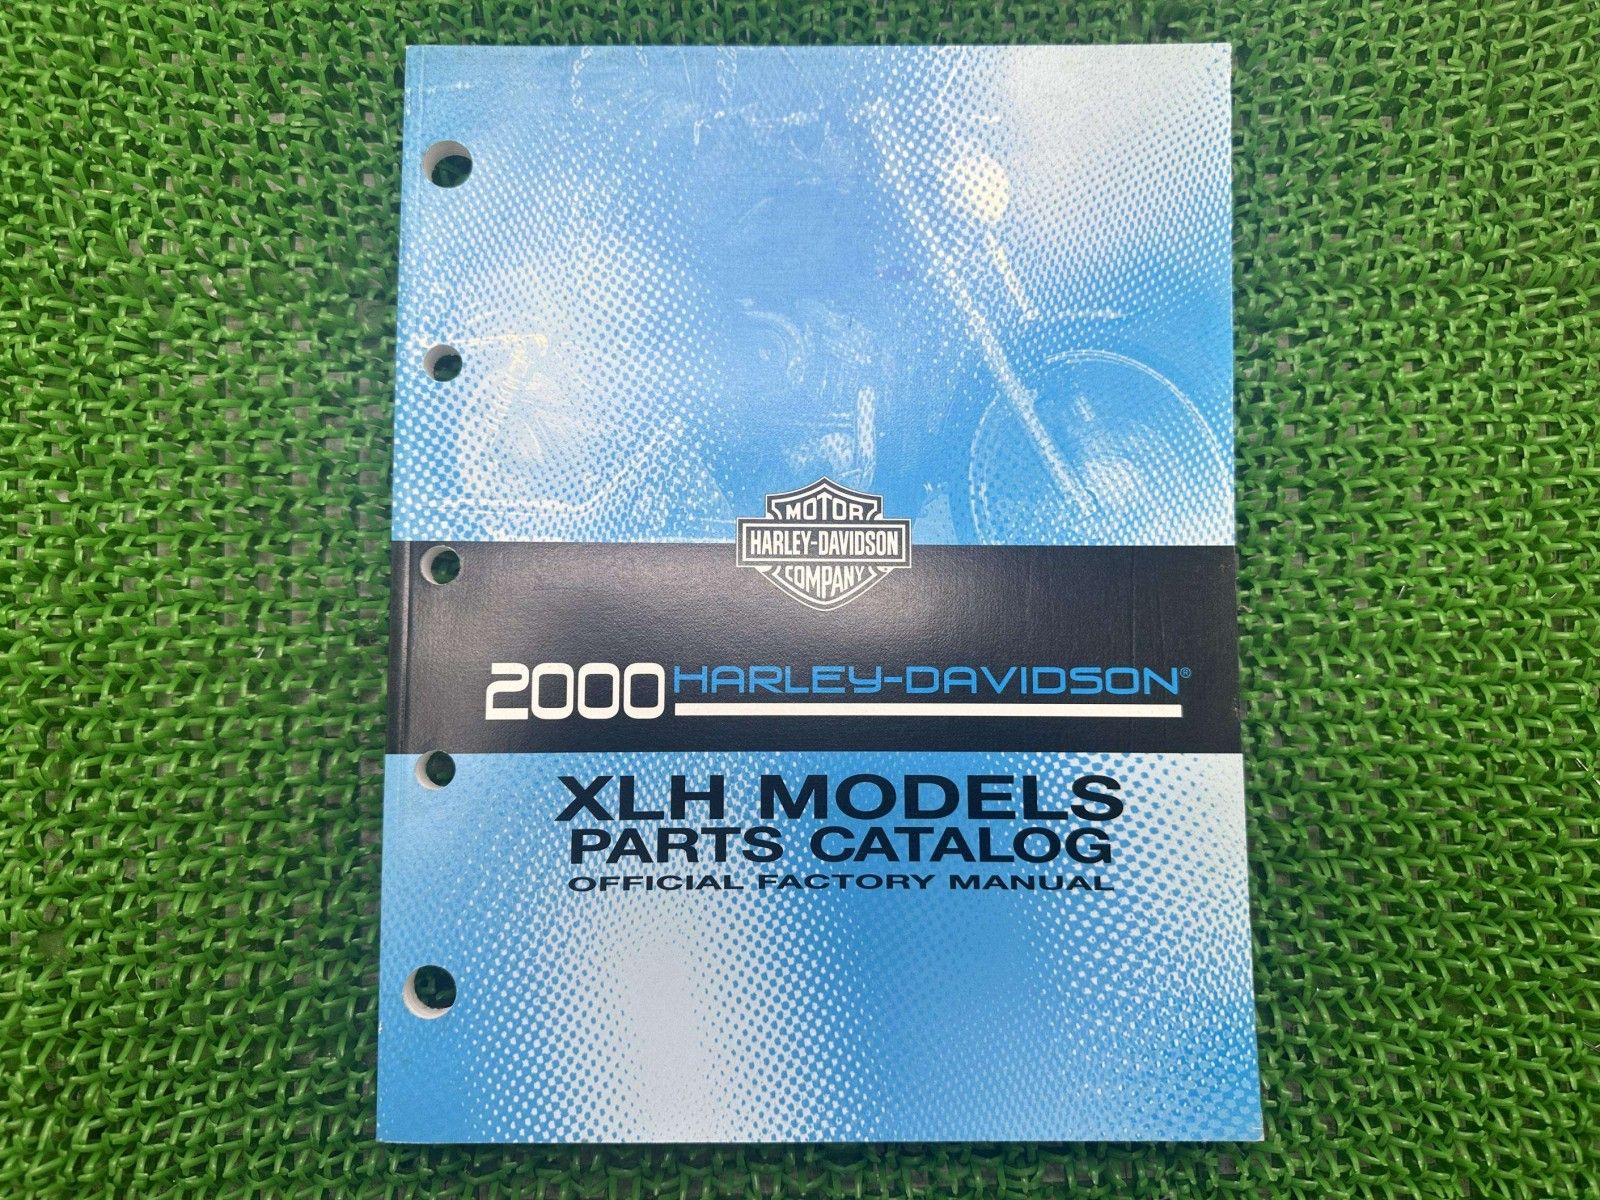 MOTOR
HARLEY-DAVIDSON
COMPANY
2000 HARLEY-DAVIDSON®
XLH MODELS
PARTS CATALOG
OFFICIAL FACTORY MANUAL